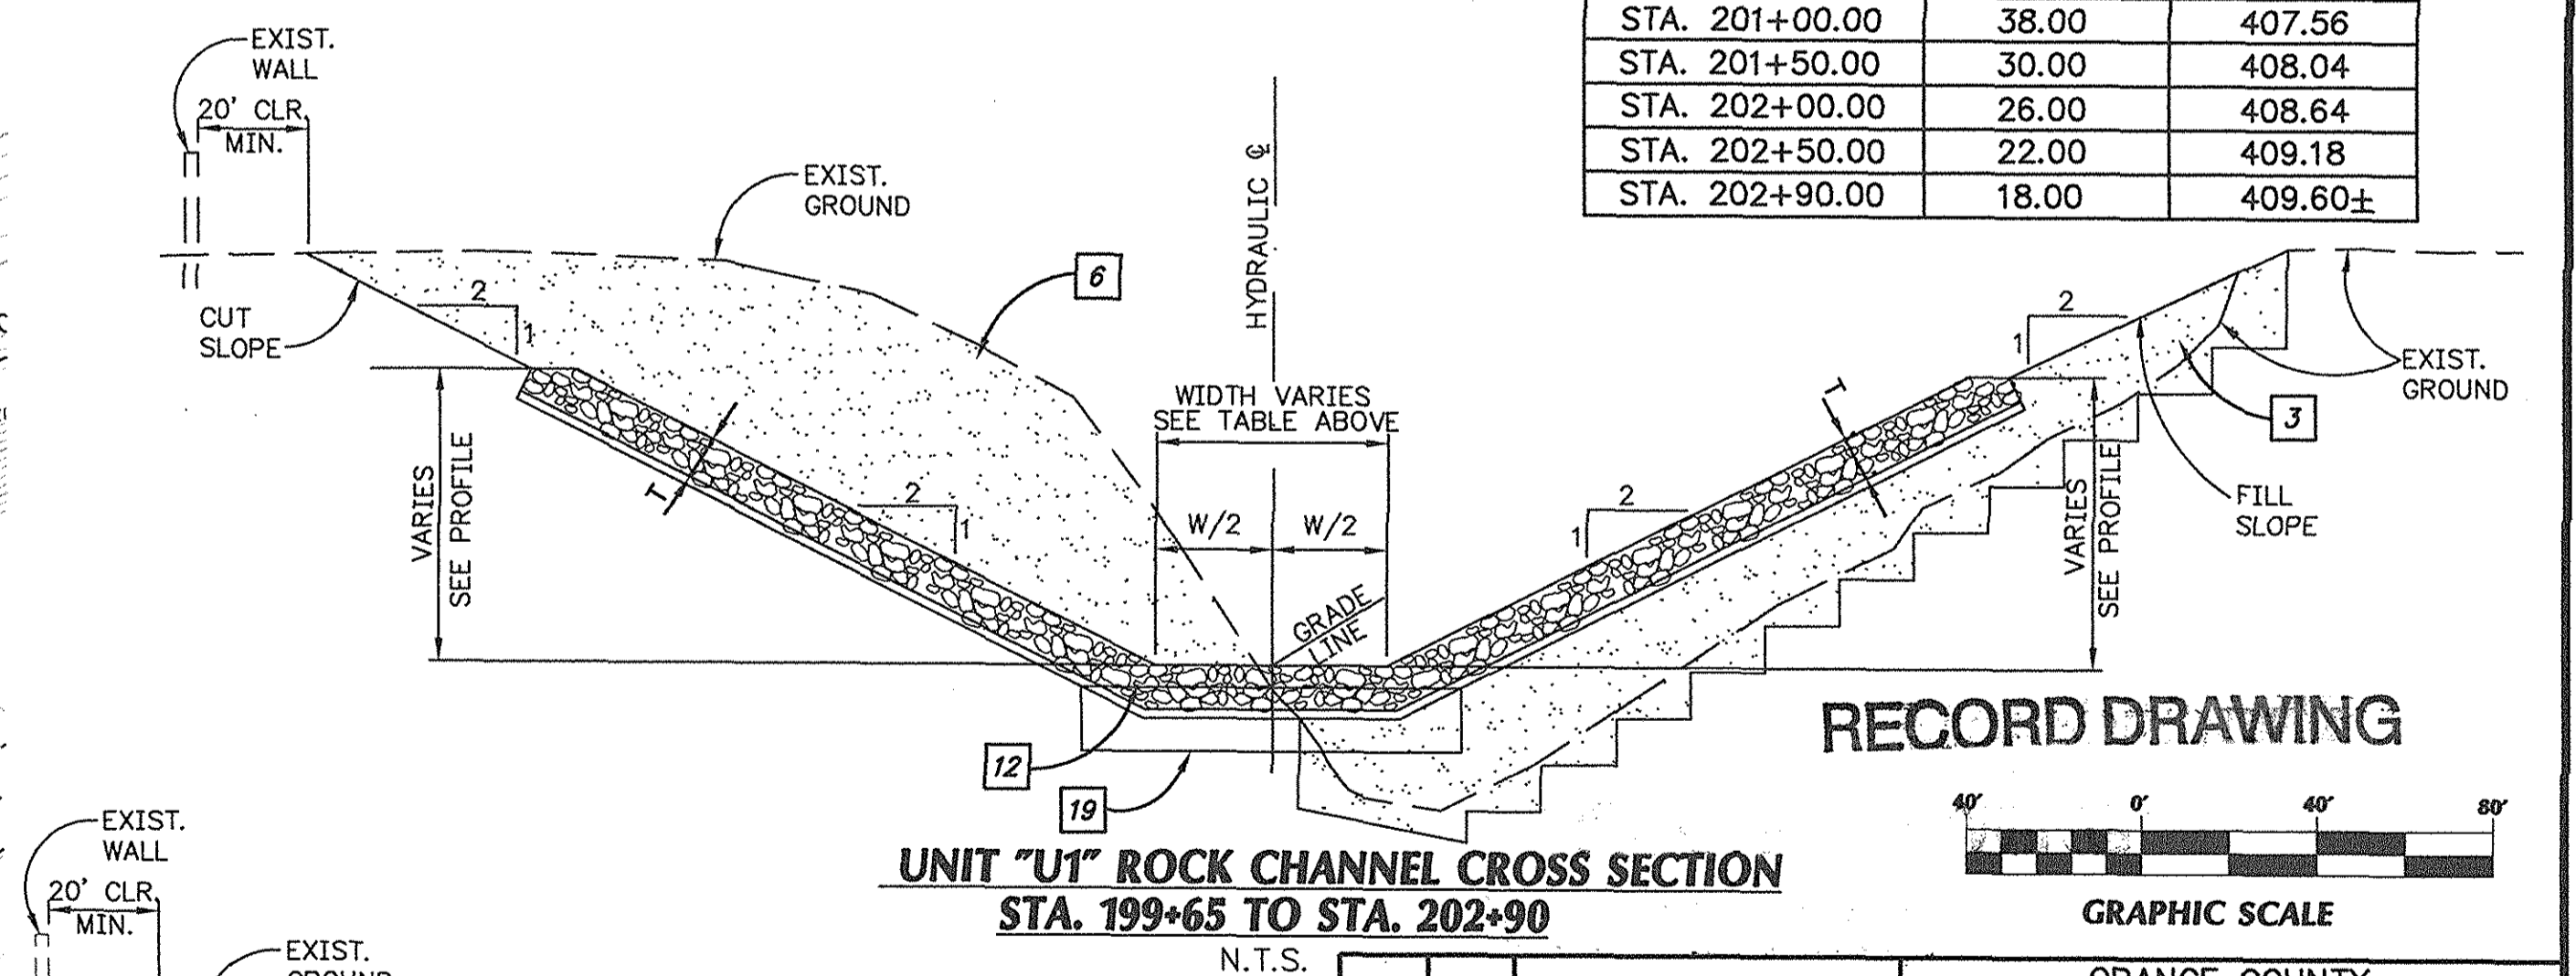 STA. 201+00.00 38.00 407.56
STA. 201+50.00 30.00 408.04
STA. 202+00.00 26.00 408.64
STA. 202+50.00 22.00 409.18
STA. 202+90.00 18.00 409.60±
EXIST.
WALL
20' CLR.
MIN.
EXIST.
GROUND
HYDRAULIC ℄
6
CUT
SLOPE
2
1
2
1
EXIST.
GROUND
3
WIDTH VARIES
SEE TABLE ABOVE
T
T
VARIES
SEE PROFILE
2
1
W/2
W/2
2
1
VARIES
SEE PROFILE
FILL
SLOPE
GRADE
LINE
12
19
RECORD DRAWING
UNIT "U1" ROCK CHANNEL CROSS SECTION
STA. 199+65 TO STA. 202+90
N.T.S.
40' 0' 40' 80'
GRAPHIC SCALE
EXIST.
WALL
20' CLR.
MIN.
EXIST.
GROUND
ORANGE COUNTY